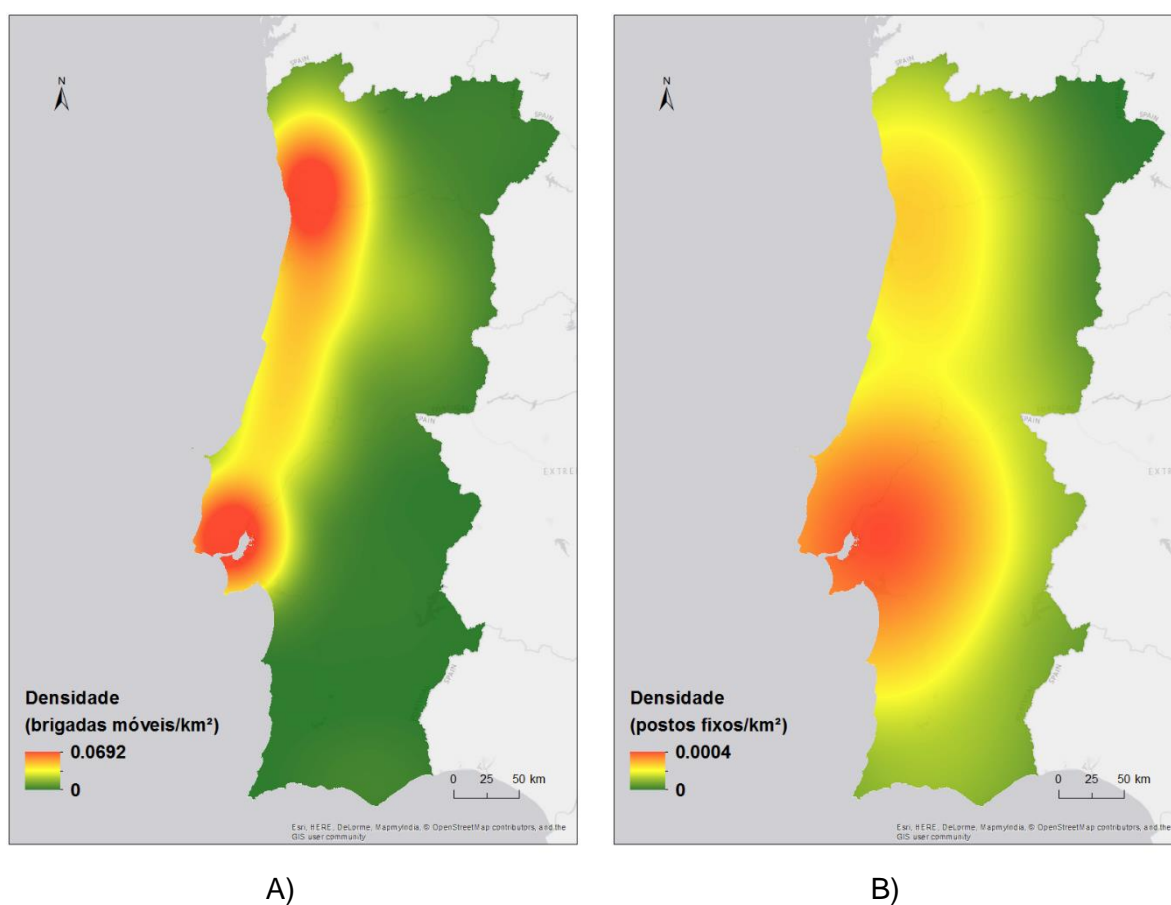 N
SPAIN
SPAIN
SPAIN
EXTRE
SPAIN
Densidade
(brigadas móveis/km²)
0.0692
0
0 25 50 km
Esri, HERE, DeLorme, MapmyIndia, © OpenStreetMap contributors, and the
GIS user community
A)
N
SPAIN
SPAIN
SPAIN
EXTRE
SPAIN
Densidade
(postos fixos/km²)
0.0004
0
0 25 50 km
Esri, HERE, DeLorme, MapmyIndia, © OpenStreetMap contributors, and the
GIS user community
B)